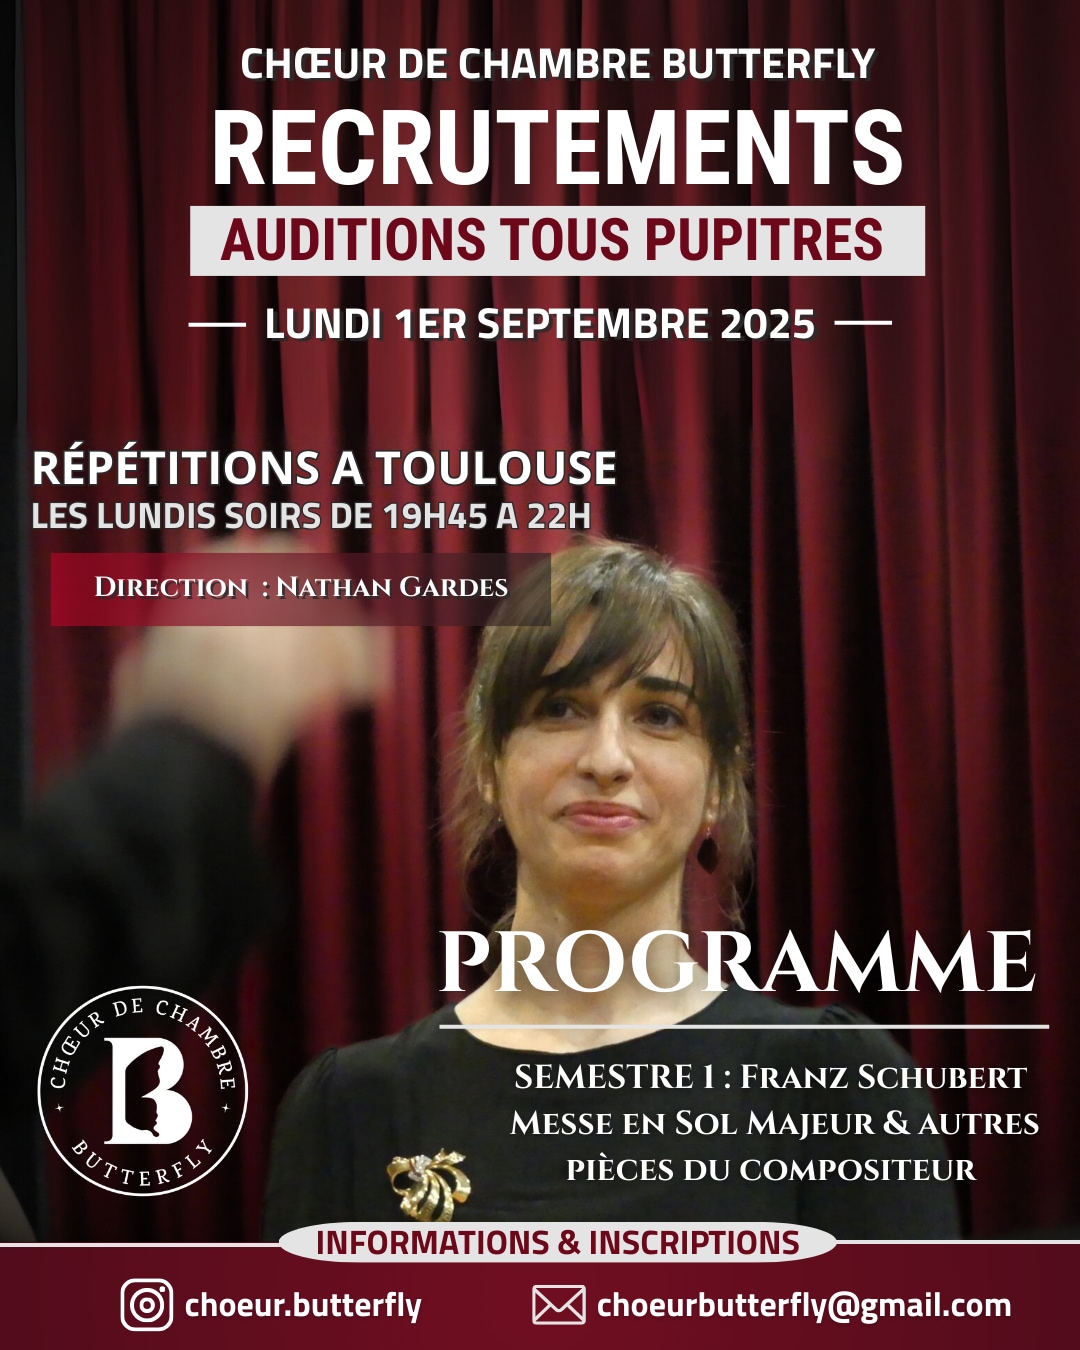 CHŒUR DE CHAMBRE BUTTERFLY
RECRUTEMENTS
AUDITIONS TOUS PUPITRES
LUNDI 1ER SEPTEMBRE 2025
RÉPÉTITIONS A TOULOUSE
LES LUNDIS SOIRS DE 19H45 A 22H
Direction : Nathan Gardes
PROGRAMME
SEMESTRE 1 : Franz Schubert
Messe en Sol Majeur & autres
pièces du compositeur
CHŒUR DE CHAMBRE
B
BUTTERFLY
INFORMATIONS & INSCRIPTIONS
choeur.butterfly
choeurbutterfly@gmail.com